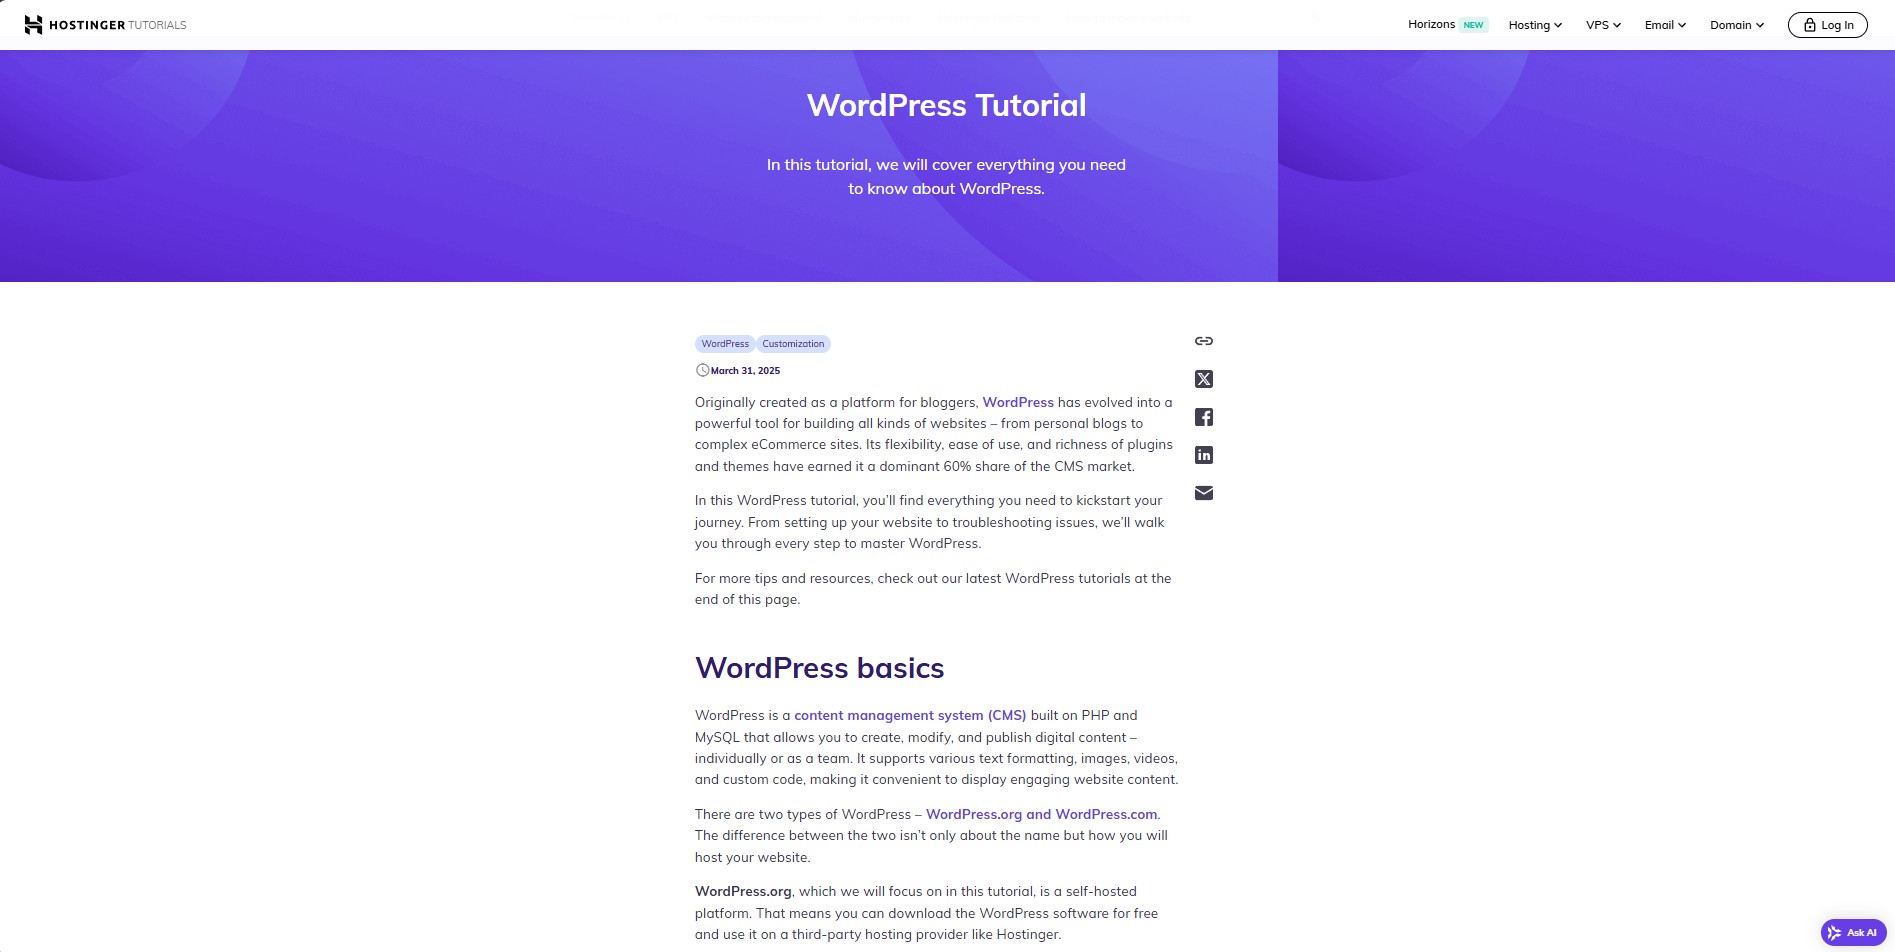 HOSTINGER TUTORIALS
Horizons NEW Hosting VPS Email Domain Log In
WordPress Tutorial
In this tutorial, we will cover everything you need
to know about WordPress.
WordPress Customization
March 31, 2025
Originally created as a platform for bloggers, WordPress has evolved into a
powerful tool for building all kinds of websites – from personal blogs to
complex eCommerce sites. Its flexibility, ease of use, and richness of plugins
and themes have earned it a dominant 60% share of the CMS market.
In this WordPress tutorial, you’ll find everything you need to kickstart your
journey. From setting up your website to troubleshooting issues, we’ll walk
you through every step to master WordPress.
For more tips and resources, check out our latest WordPress tutorials at the
end of this page.
WordPress basics
WordPress is a content management system (CMS) built on PHP and
MySQL that allows you to create, modify, and publish digital content –
individually or as a team. It supports various text formatting, images, videos,
and custom code, making it convenient to display engaging website content.
There are two types of WordPress – WordPress.org and WordPress.com.
The difference between the two isn’t only about the name but how you will
host your website.
WordPress.org, which we will focus on in this tutorial, is a self-hosted
platform. That means you can download the WordPress software for free
and use it on a third-party hosting provider like Hostinger.
Ask AI